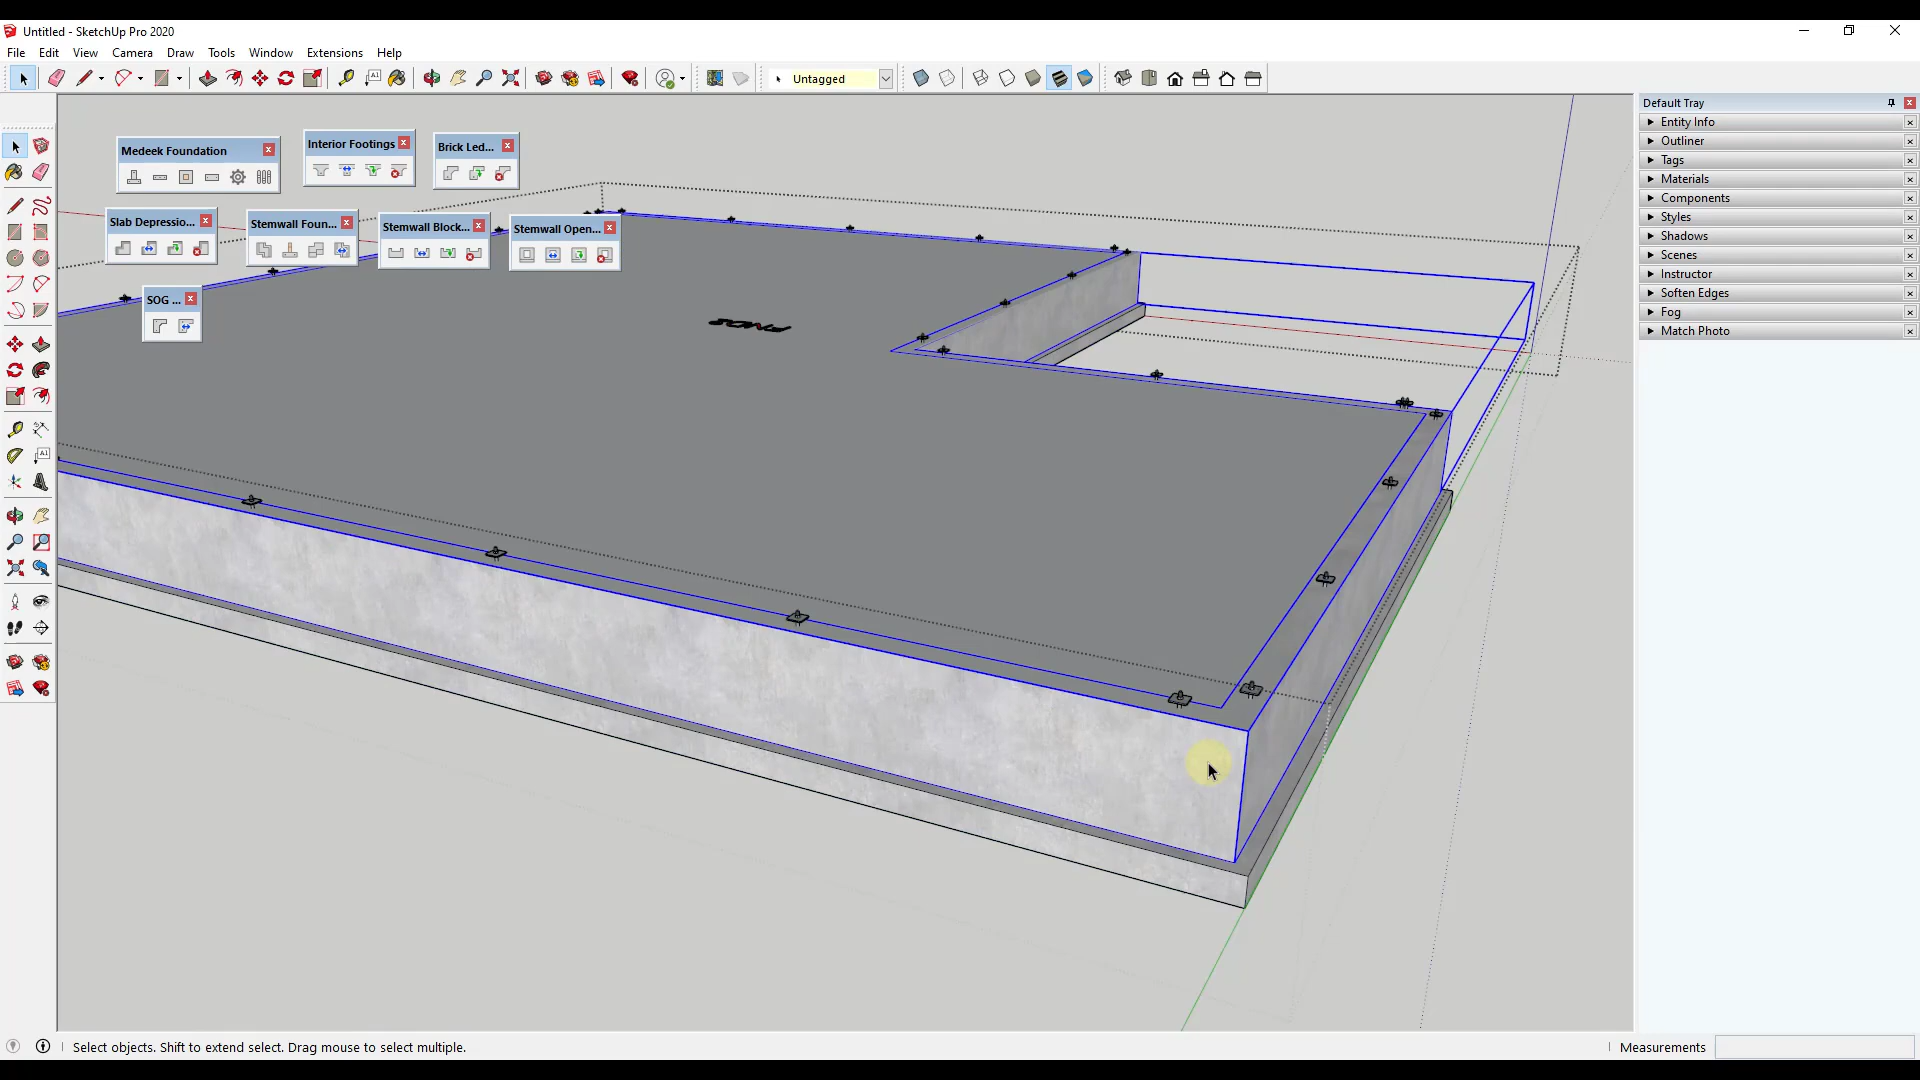 Untitled - SketchUp Pro 2020
File Edit View Camera Draw Tools Window Extensions Help
A1
Untagged
Default Tray
Entity Info
Outliner
Tags
Materials
Components
Styles
Shadows
Scenes
Instructor
Soften Edges
Fog
Match Photo
Medeek Foundation
Interior Footings
Brick Led...
Slab Depressio...
Stemwall Foun...
Stemwall Block...
Stemwall Open...
SOG ...
A1
Select objects. Shift to extend select. Drag mouse to select multiple.
Measurements